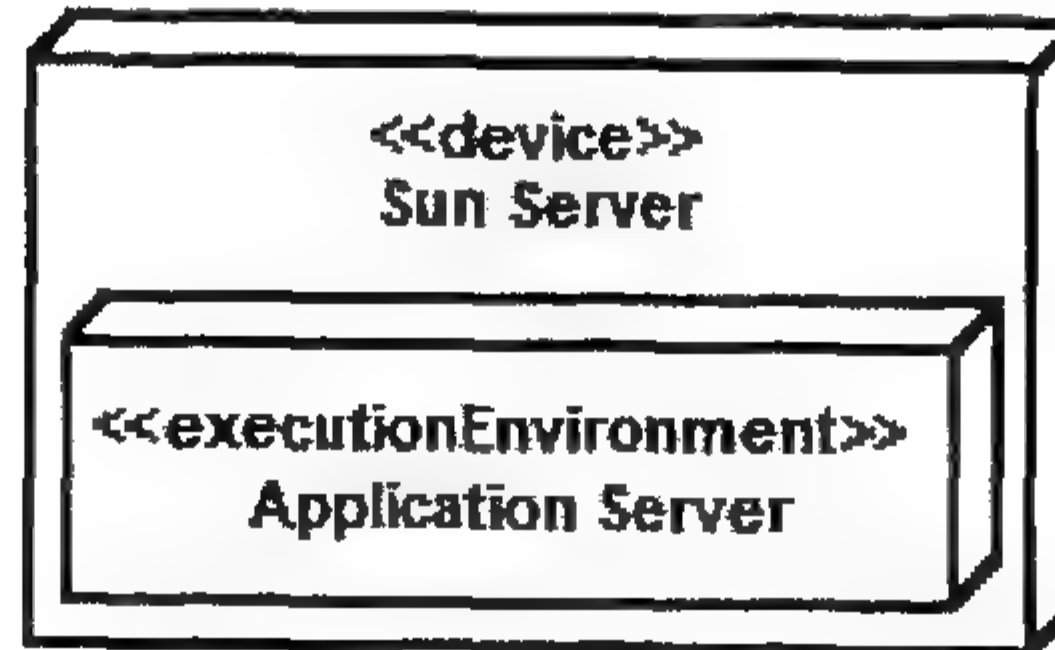 <<device>>
Sun Server
<<executionEnvironment>>
Application Server